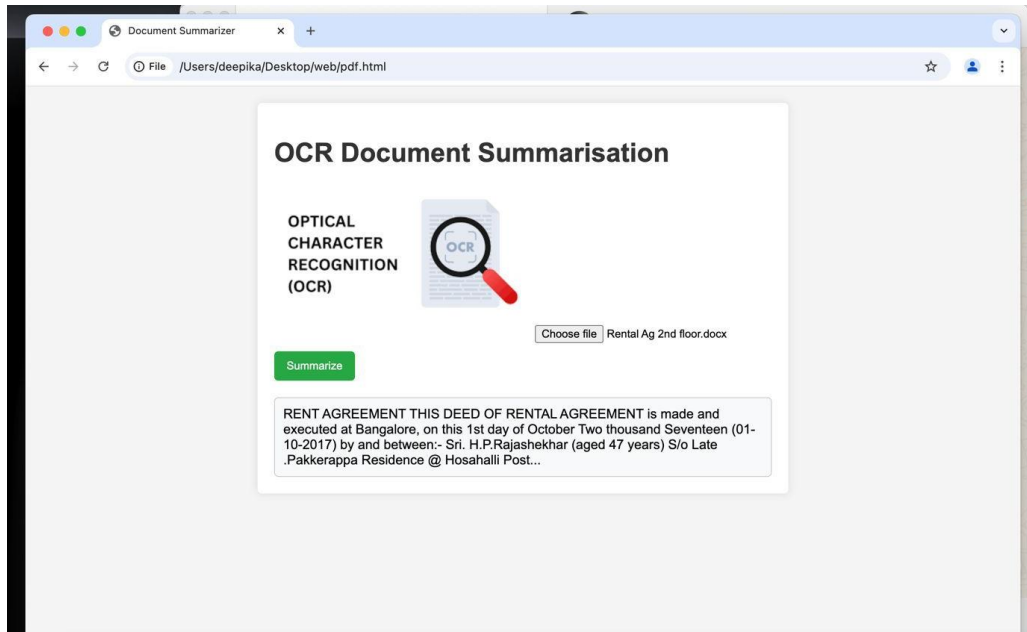 Document Summarizer
File /Users/deepika/Desktop/web/pdf.html
OCR Document Summarisation
OPTICAL
CHARACTER
RECOGNITION
(OCR)
OCR
Choose file Rental Ag 2nd floor.docx
Summarize
RENT AGREEMENT THIS DEED OF RENTAL AGREEMENT is made and
executed at Bangalore, on this 1st day of October Two thousand Seventeen (01-
10-2017) by and between:- Sri. H.P.Rajashekhar (aged 47 years) S/o Late
.Pakkerappa Residence @ Hosahalli Post...